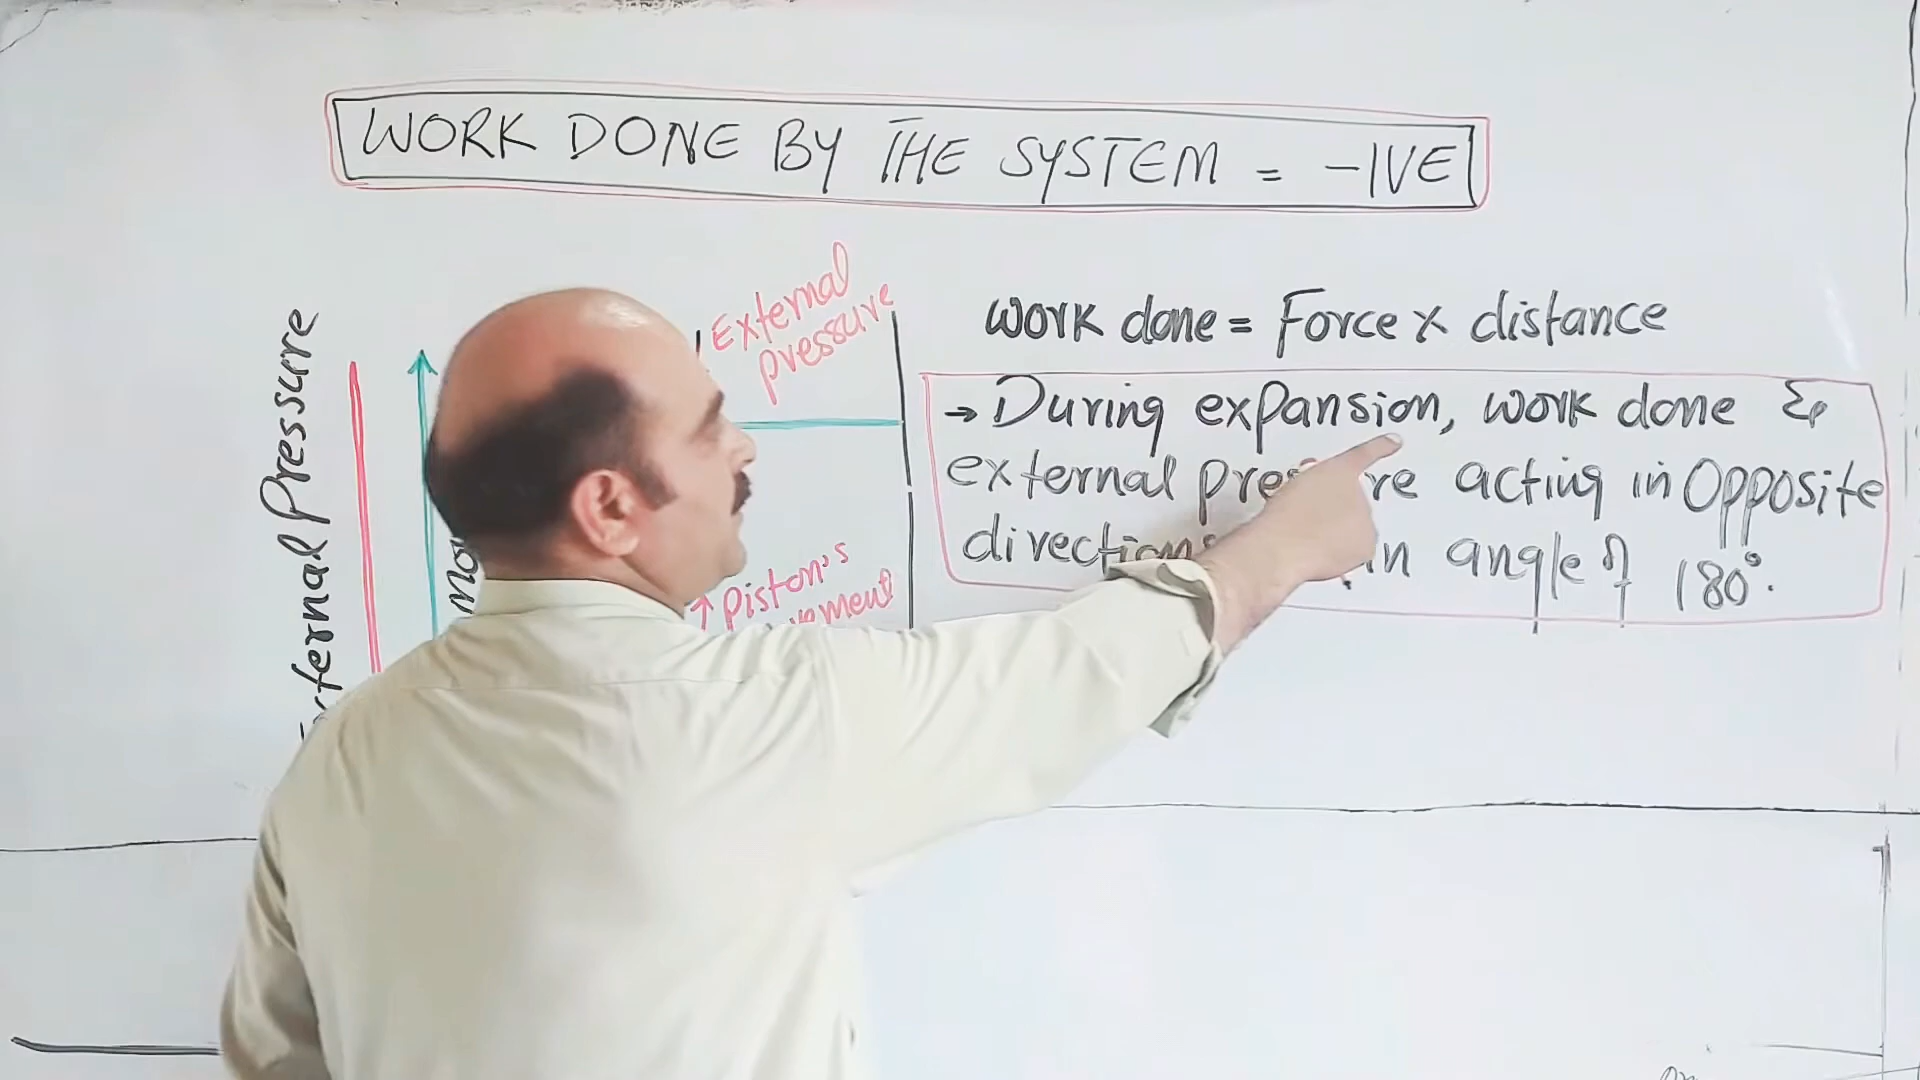 WORK DONE BY THE SYSTEM = -IVE
External Pressure
External
pressure
Piston's
work done = Force x distance
→ During expansion, work done &
external pressure acting in Opposite
directions in angle of 180°.